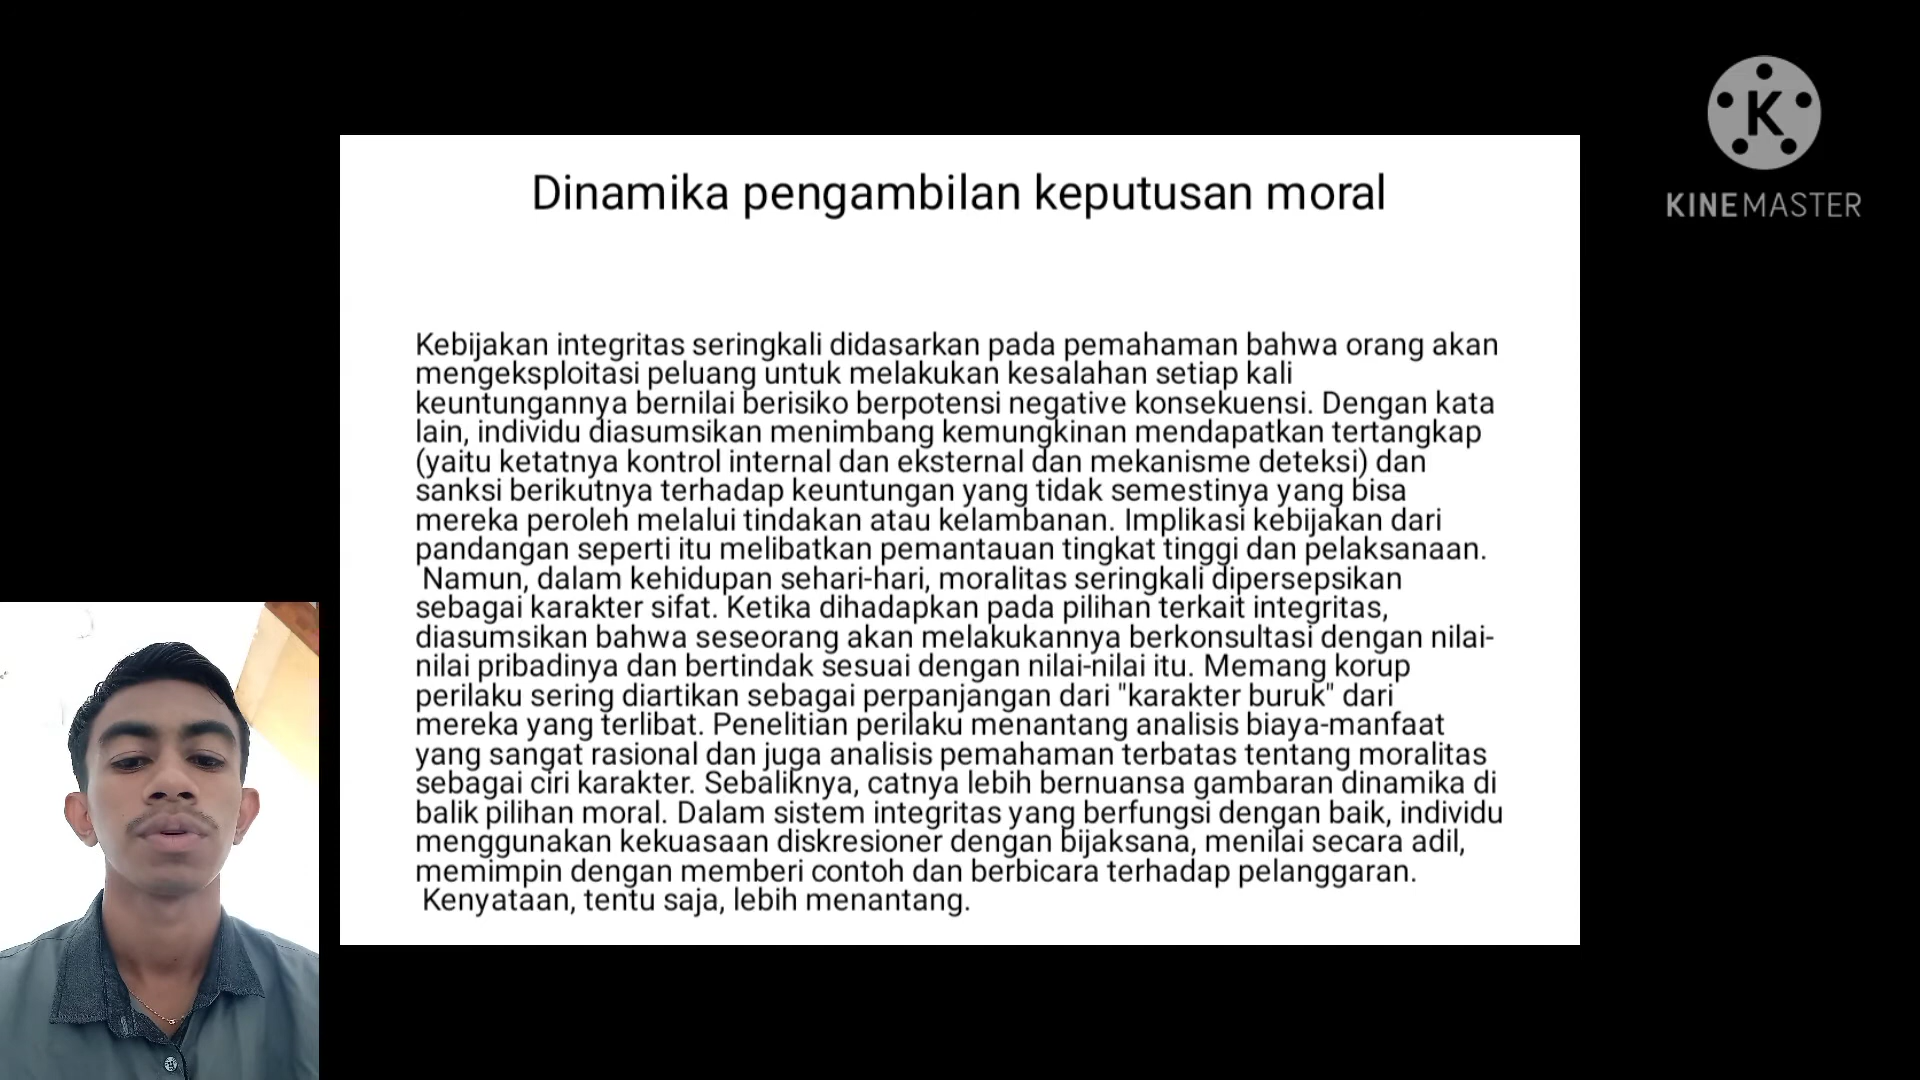 Dinamika pengambilan keputusan moral
Kebijakan integritas seringkali didasarkan pada pemahaman bahwa orang akan
mengeksploitasi peluang untuk melakukan kesalahan setiap kali
keuntungannya bernilai berisiko berpotensi negative konsekuensi. Dengan kata
lain, individu diasumsikan menimbang kemungkinan mendapatkan tertangkap
(yaitu ketatnya kontrol internal dan eksternal dan mekanisme deteksi) dan
sanksi berikutnya terhadap keuntungan yang tidak semestinya yang bisa
mereka peroleh melalui tindakan atau kelambanan. Implikasi kebijakan dari
pandangan seperti itu melibatkan pemantauan tingkat tinggi dan pelaksanaan.
Namun, dalam kehidupan sehari-hari, moralitas seringkali dipersepsikan
sebagai karakter sifat. Ketika dihadapkan pada pilihan terkait integritas,
diasumsikan bahwa seseorang akan melakukannya berkonsultasi dengan nilai-
nilai pribadinya dan bertindak sesuai dengan nilai-nilai itu. Memang korup
perilaku sering diartikan sebagai perpanjangan dari "karakter buruk" dari
mereka yang terlibat. Penelitian perilaku menantang analisis biaya-manfaat
yang sangat rasional dan juga analisis pemahaman terbatas tentang moralitas
sebagai ciri karakter. Sebaliknya, catnya lebih bernuansa gambaran dinamika di
balik pilihan moral. Dalam sistem integritas yang berfungsi dengan baik, individu
menggunakan kekuasaan diskresioner dengan bijaksana, menilai secara adil,
memimpin dengan memberi contoh dan berbicara terhadap pelanggaran.
Kenyataan, tentu saja, lebih menantang.
K
KINEMASTER